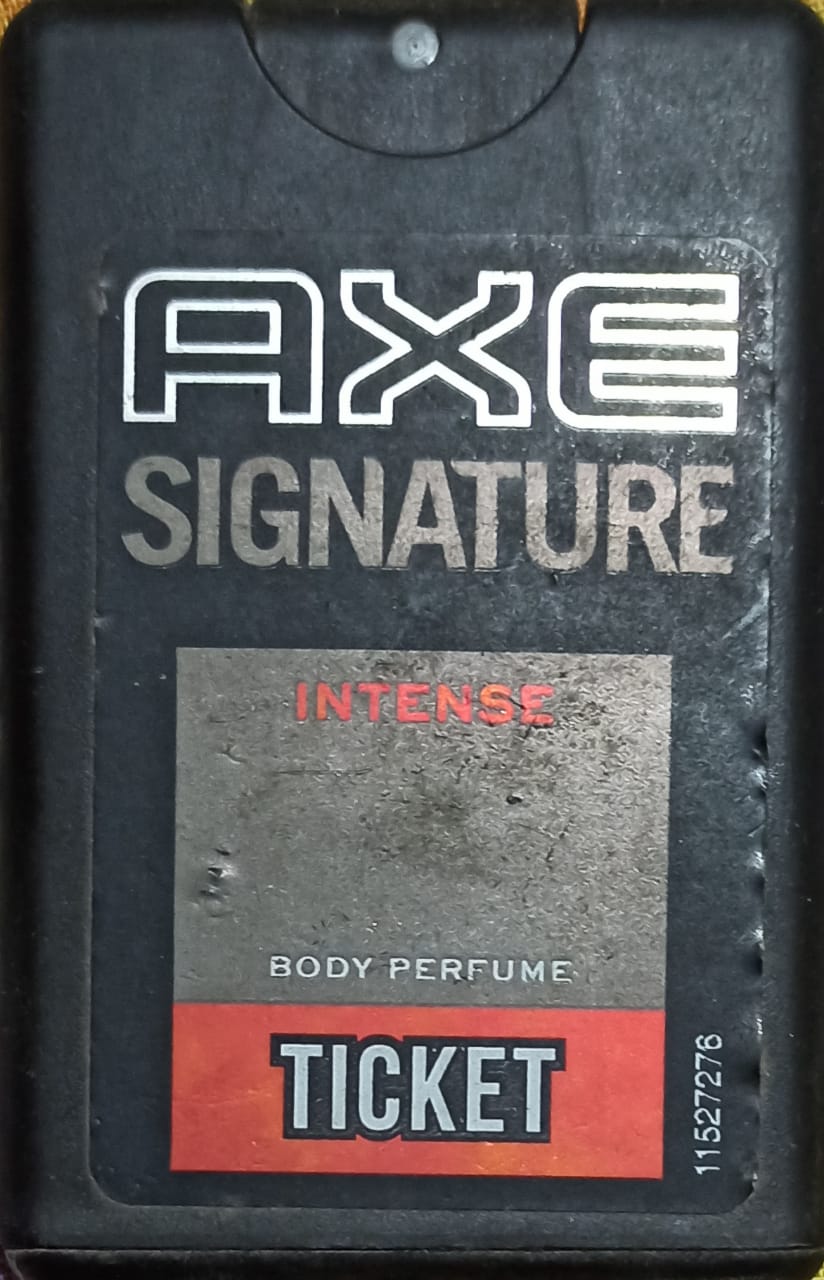 AXE
SIGNATURE
INTENSE
BODY PERFUME
TICKET
11527276